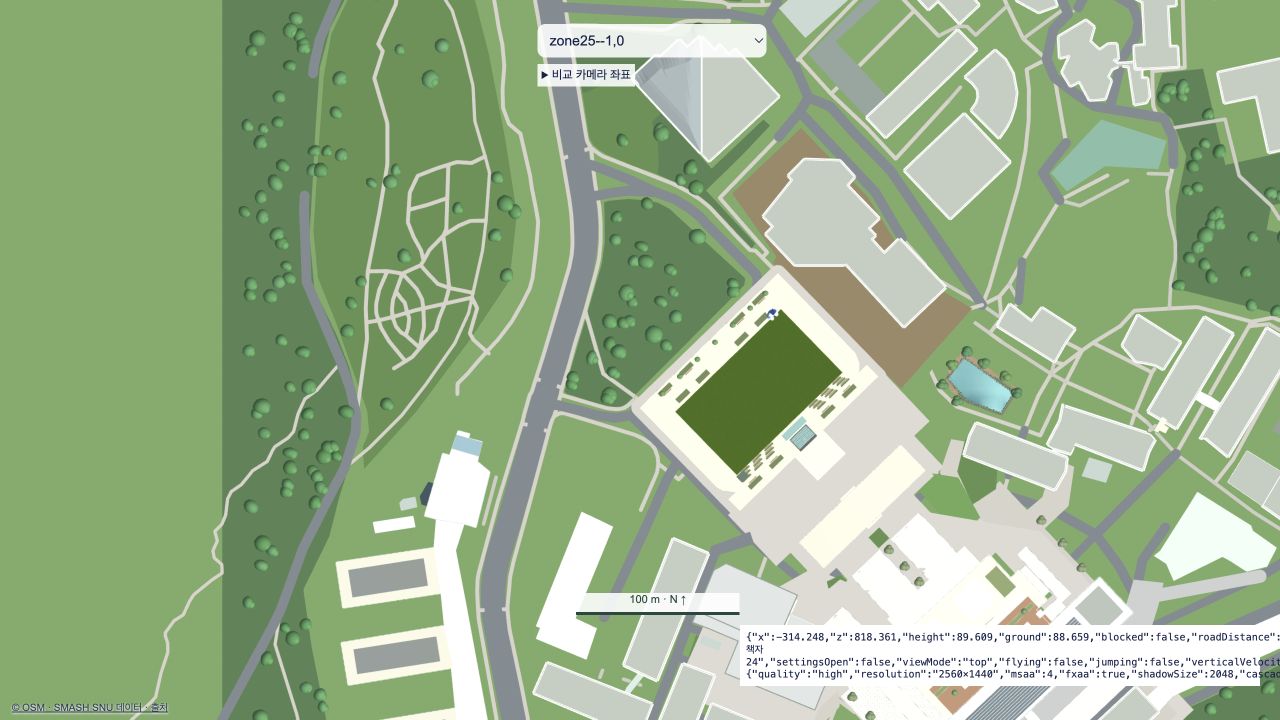 zone25--1,0
▶ 비교 카메라 좌표
100 m · N ↑
{"x":−314.248,"z":818.361,"height":89.609,"ground":88.659,"blocked":false,"roadDistance":
책자
24","settingsOpen":false,"viewMode":"top","flying":false,"jumping":false,"verticalVelocit
{"quality":"high","resolution":"2560×1440","msaa":4,"fxaa":true,"shadowSize":2048,"cascad
© OSM · SMASH SNU 데이터 · 출처